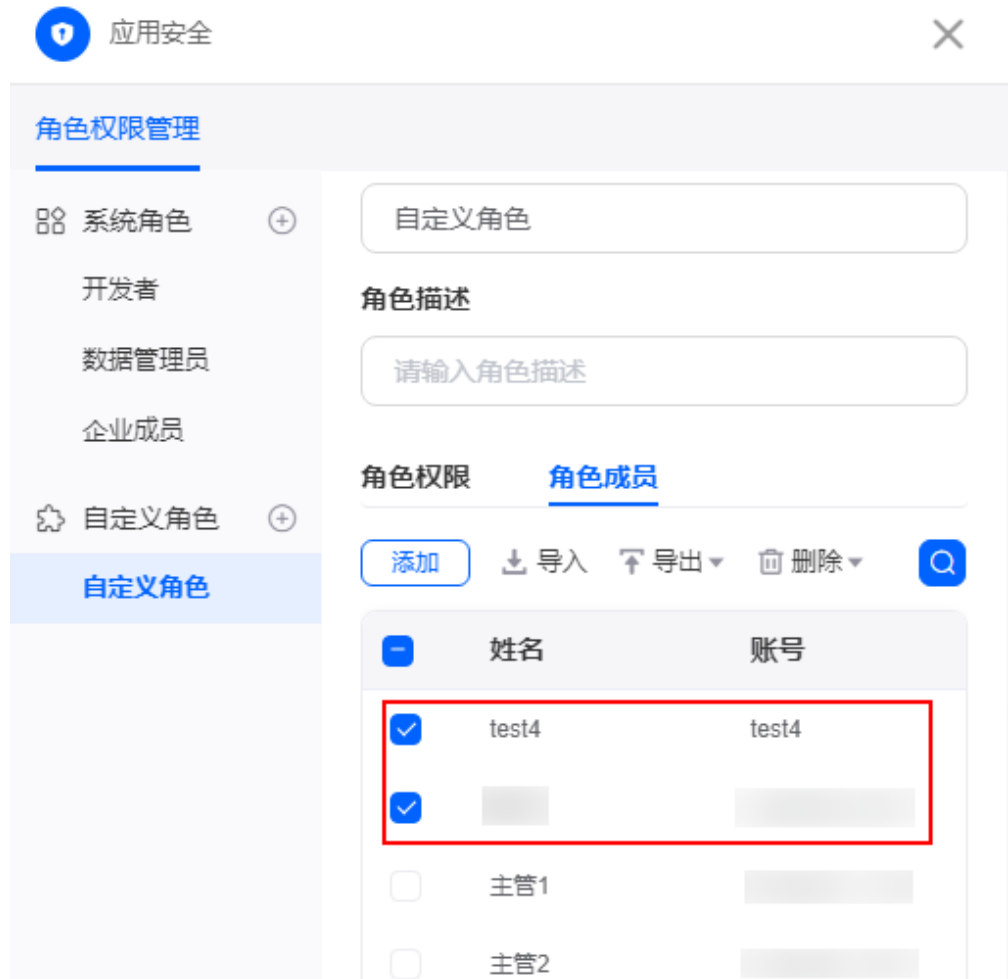 应用安全
角色权限管理
系统角色
开发者
数据管理员
企业成员
自定义角色
自定义角色
自定义角色
角色描述
请输入角色描述
角色权限 角色成员
添加 导入 导出 删除
姓名 账号
test4 test4
主管1
主管2